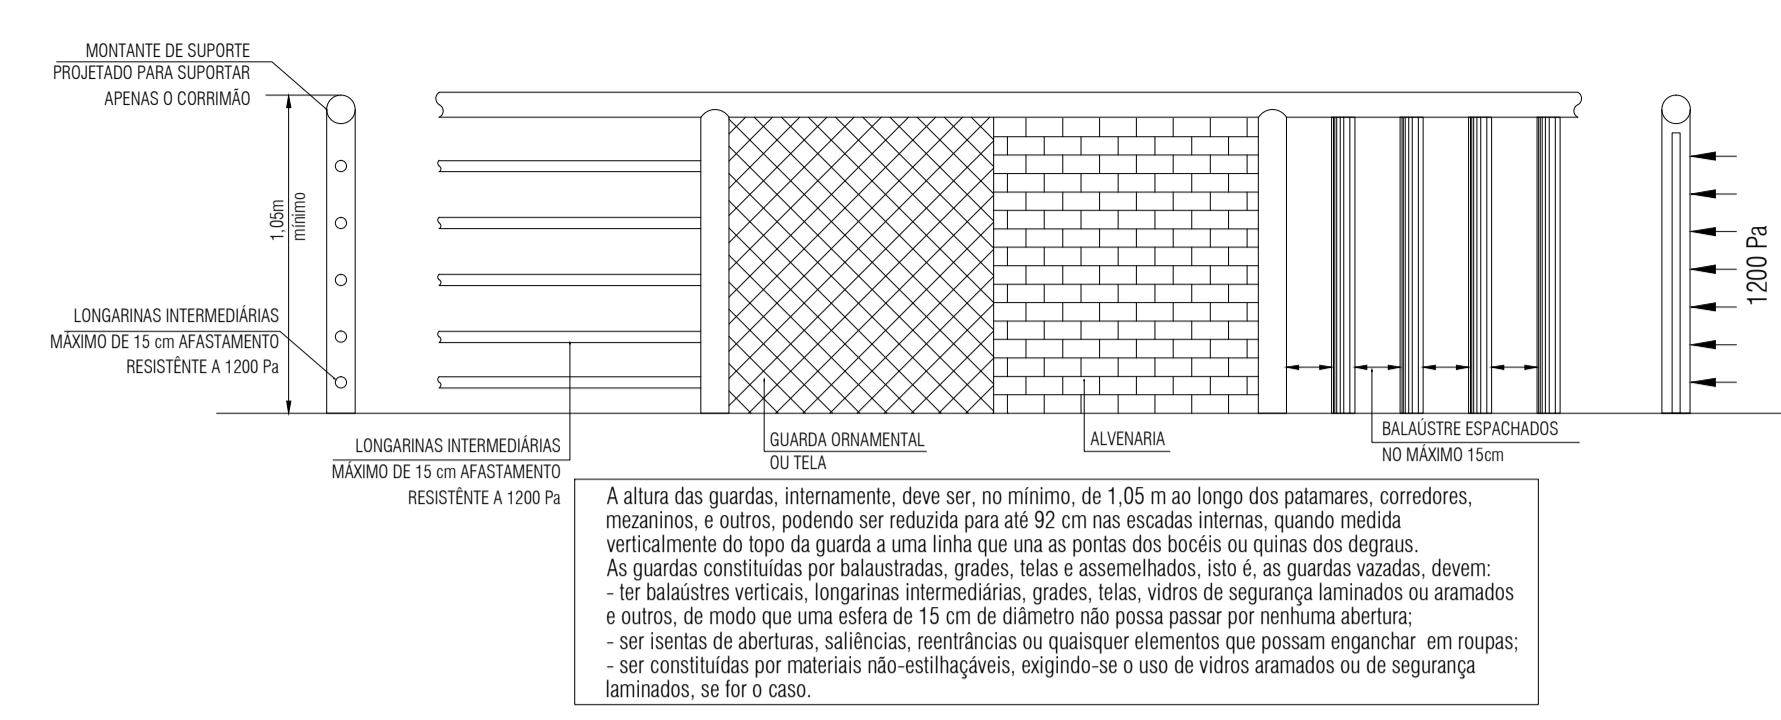 MONTANTE DE SUPORTE
PROJETADO PARA SUPORTAR
APENAS O CORRIMÃO
1,05m
mínimo
LONGARINAS INTERMEDIÁRIAS
MÁXIMO DE 15 cm AFASTAMENTO
RESISTÊNTE A 1200 Pa
LONGARINAS INTERMEDIÁRIAS
MÁXIMO DE 15 cm AFASTAMENTO
RESISTÊNTE A 1200 Pa
GUARDA ORNAMENTAL
OU TELA
ALVENARIA
BALAÚSTRE ESPACHADOS
NO MÁXIMO 15cm
1200 Pa
A altura das guardas, internamente, deve ser, no mínimo, de 1,05 m ao longo dos patamares, corredores,
mezaninos, e outros, podendo ser reduzida para até 92 cm nas escadas internas, quando medida
verticalmente do topo da guarda a uma linha que una as pontas dos bocéis ou quinas dos degraus.
As guardas constituídas por balaustradas, grades, telas e assemelhados, isto é, as guardas vazadas, devem:
- ter balaústres verticais, longarinas intermediárias, grades, telas, vidros de segurança laminados ou aramados
e outros, de modo que uma esfera de 15 cm de diâmetro não possa passar por nenhuma abertura;
- ser isentas de aberturas, saliências, reentrâncias ou quaisquer elementos que possam enganchar em roupas;
- ser constituídas por materiais não-estilhaçáveis, exigindo-se o uso de vidros aramados ou de segurança
laminados, se for o caso.